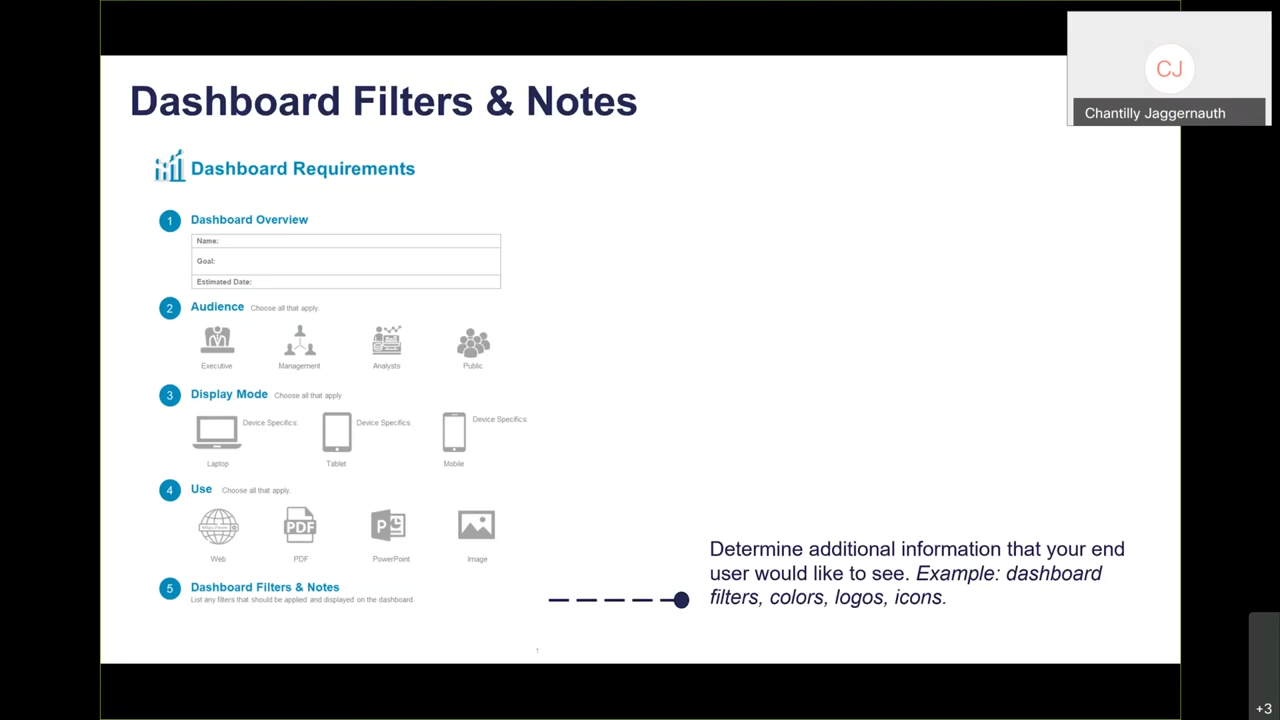 CJ
Chantilly Jaggernauth
Dashboard Filters & Notes
Dashboard Requirements
1 Dashboard Overview
Name:
Goal:
Estimated Date:
2 Audience Choose all that apply.
Executive Management Analysts Public
3 Display Mode Choose all that apply
Device Specifics: Device Specifics: Device Specifics:
Laptop Tablet Mobile
4 Use Choose all that apply.
PDF P
Web PDF PowerPoint Image
5 Dashboard Filters & Notes
List any filters that should be applied and displayed on the dashboard
Determine additional information that your end
user would like to see. Example: dashboard
filters, colors, logos, icons.
1
+3